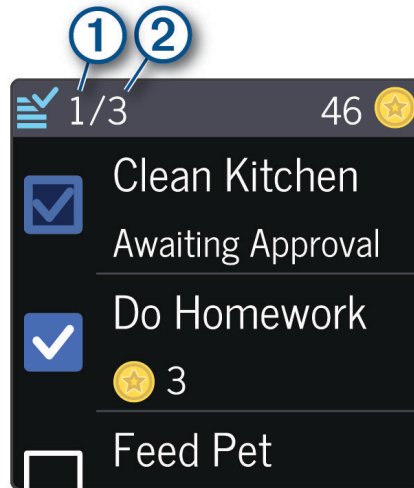 1 2
1/3 46
Clean Kitchen
Awaiting Approval
Do Homework
3
Feed Pet